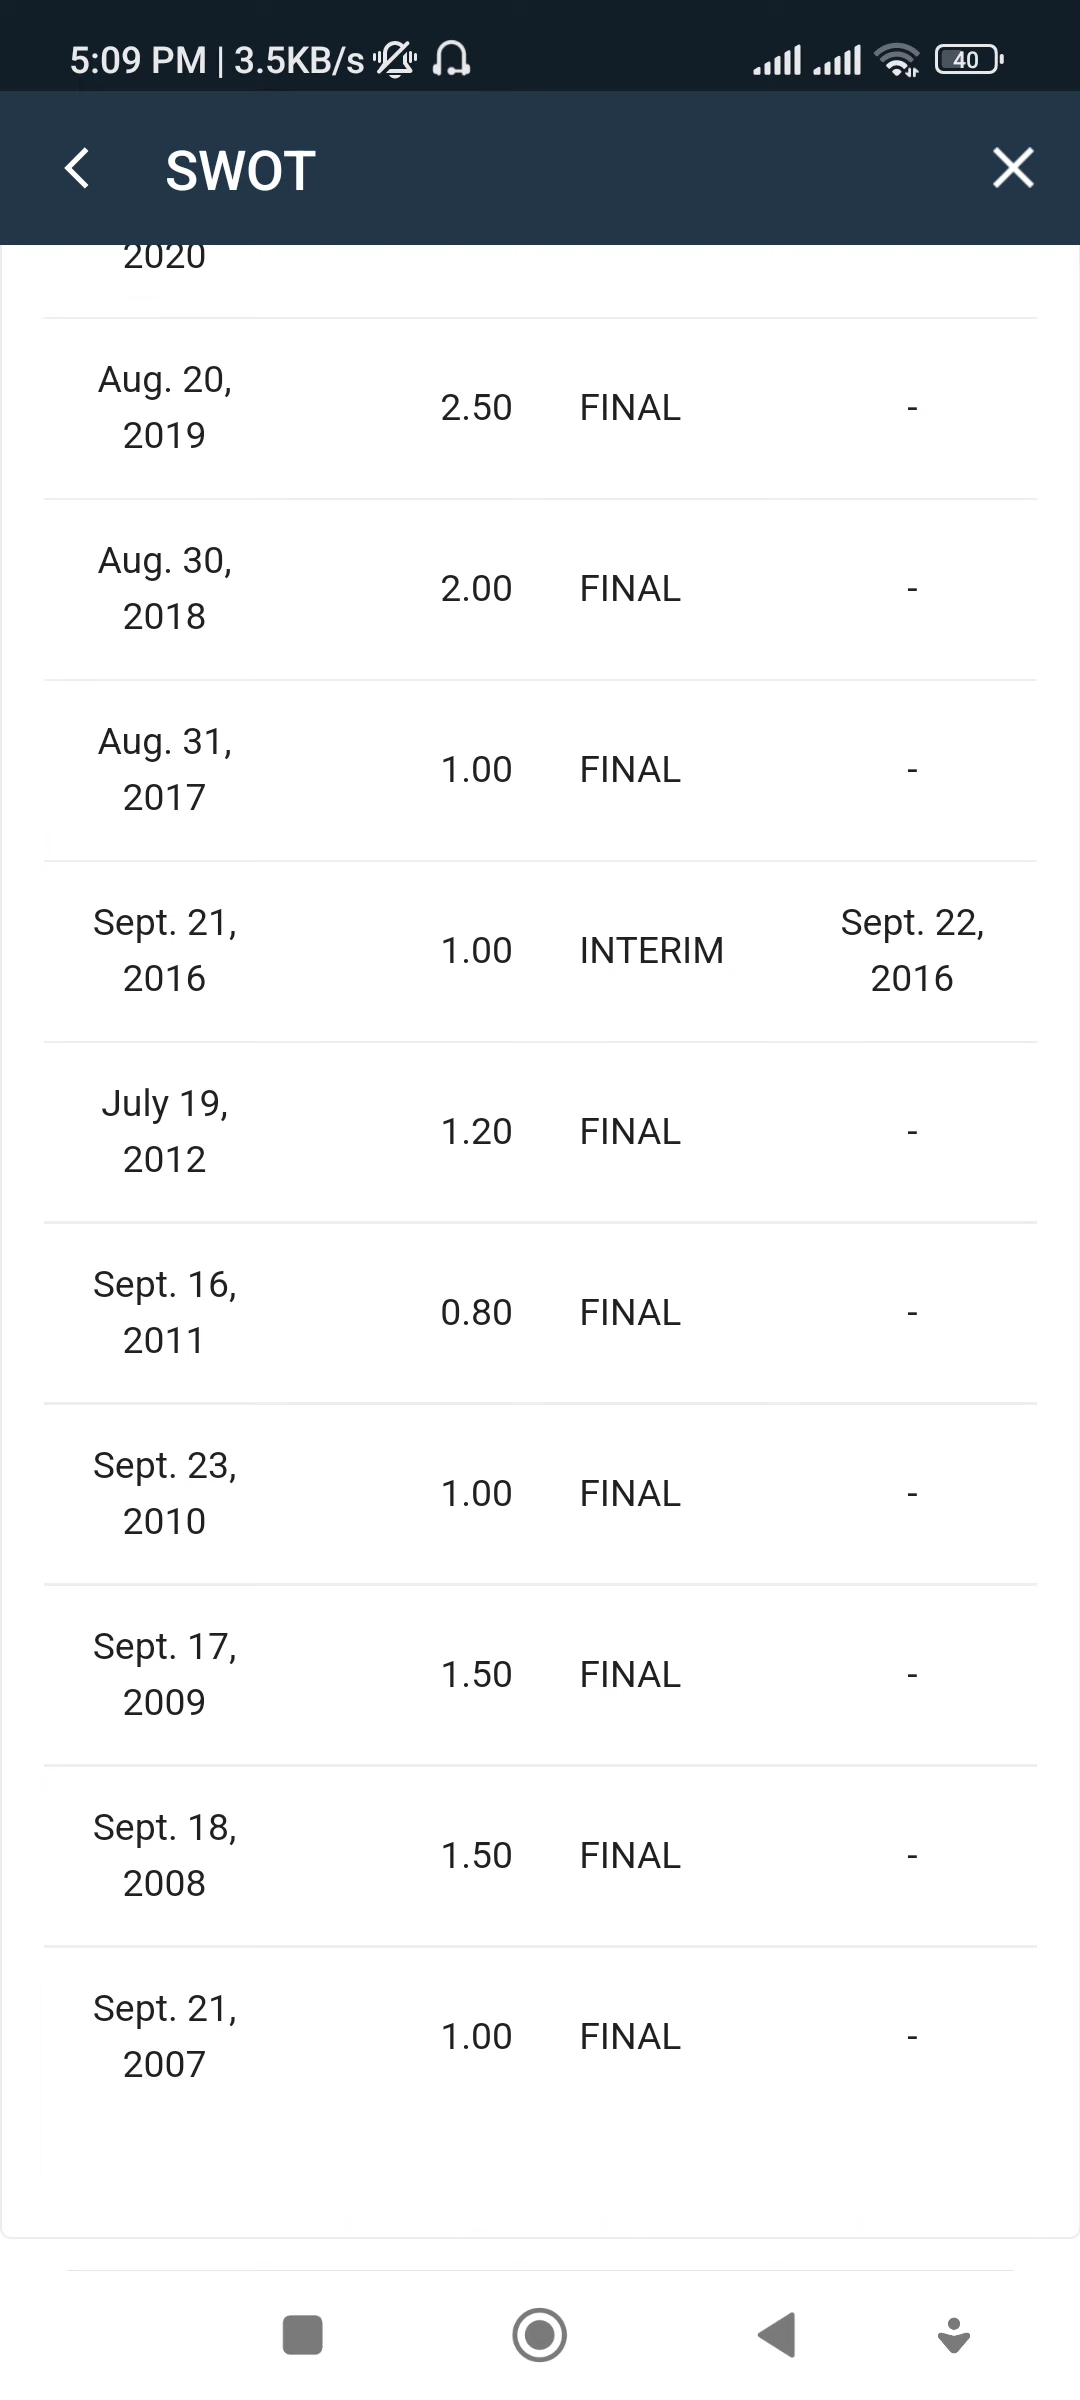 5:09 PM | 3.5KB/s 40
SWOT
2020
Aug. 20,
2019
2.50 FINAL -
Aug. 30,
2018
2.00 FINAL -
Aug. 31,
2017
1.00 FINAL -
Sept. 21,
2016
1.00 INTERIM
Sept. 22,
2016
July 19,
2012
1.20 FINAL -
Sept. 16,
2011
0.80 FINAL -
Sept. 23,
2010
1.00 FINAL -
Sept. 17,
2009
1.50 FINAL -
Sept. 18,
2008
1.50 FINAL -
Sept. 21,
2007
1.00 FINAL -